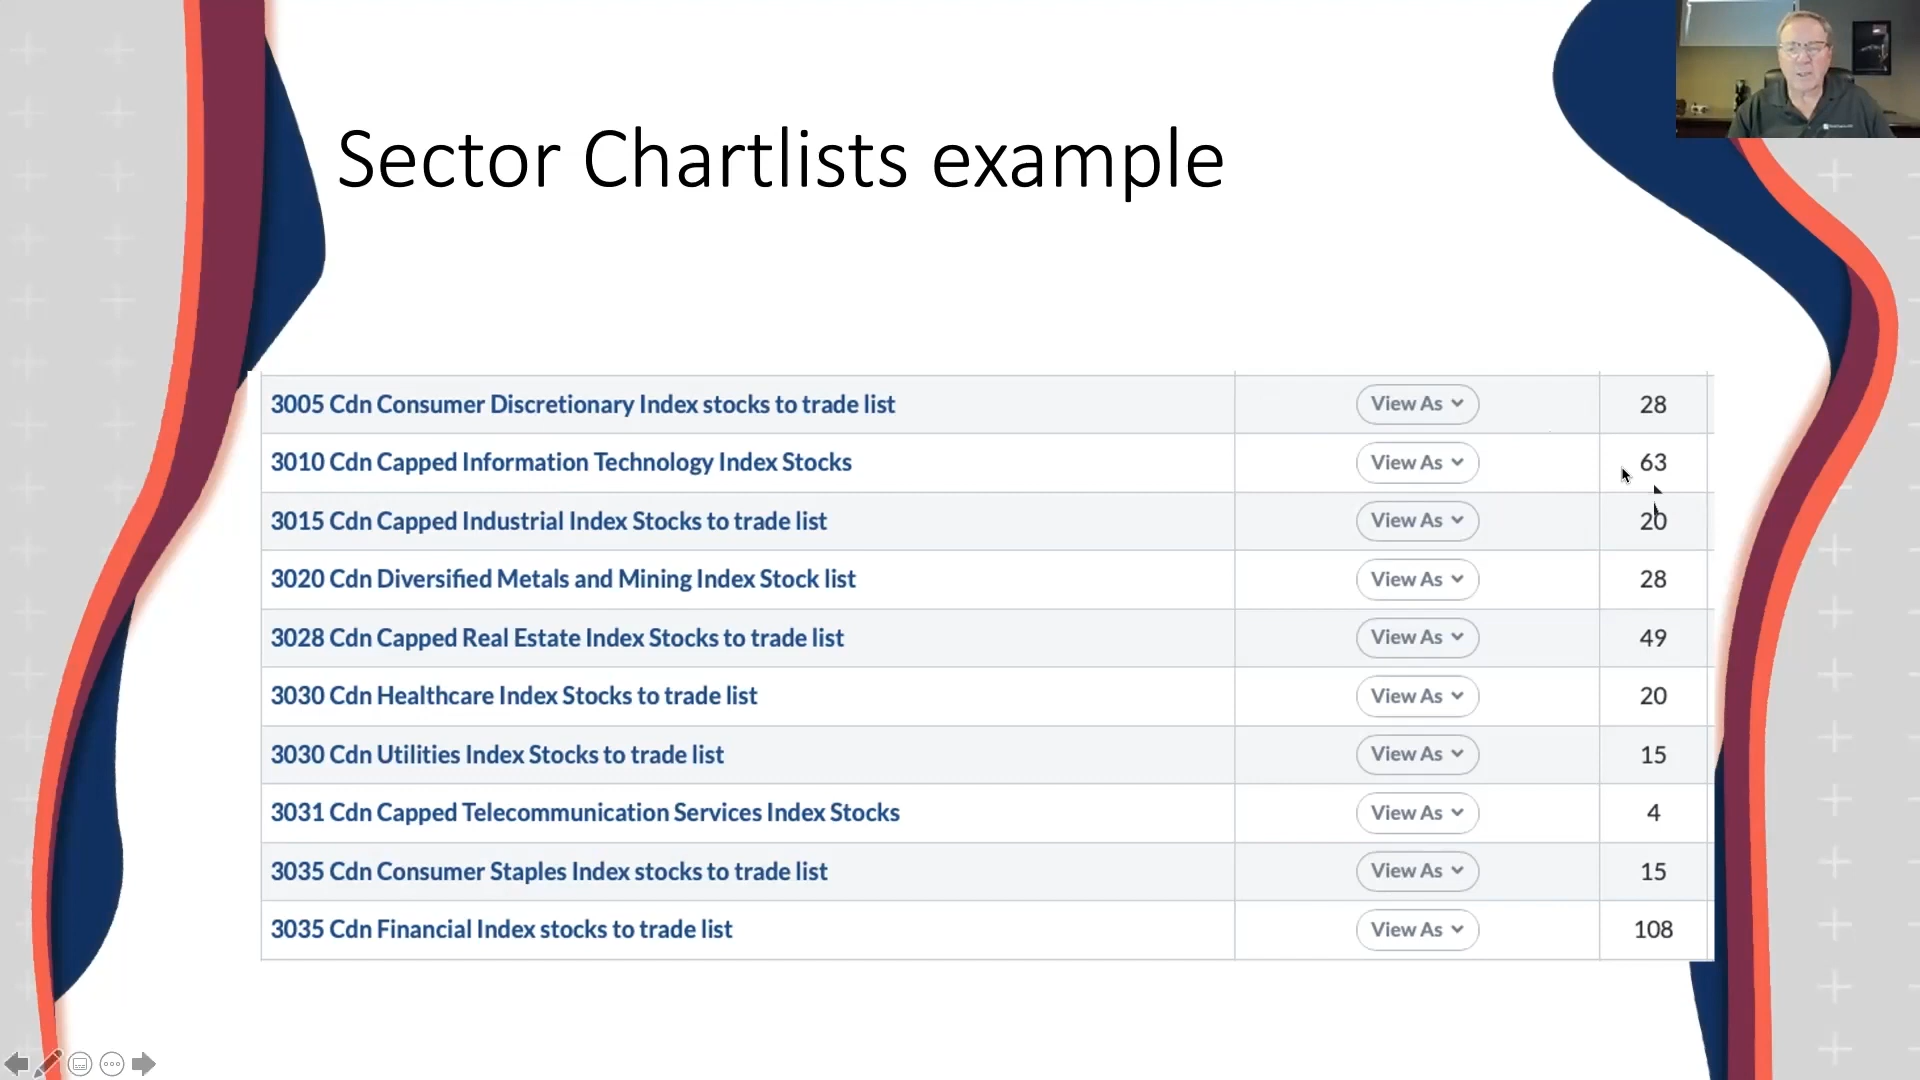 Sector Chartlists example
3005 Cdn Consumer Discretionary Index stocks to trade list View As 28
3010 Cdn Capped Information Technology Index Stocks View As 63
3015 Cdn Capped Industrial Index Stocks to trade list View As 20
3020 Cdn Diversified Metals and Mining Index Stock list View As 28
3028 Cdn Capped Real Estate Index Stocks to trade list View As 49
3030 Cdn Healthcare Index Stocks to trade list View As 20
3030 Cdn Utilities Index Stocks to trade list View As 15
3031 Cdn Capped Telecommunication Services Index Stocks View As 4
3035 Cdn Consumer Staples Index stocks to trade list View As 15
3035 Cdn Financial Index stocks to trade list View As 108